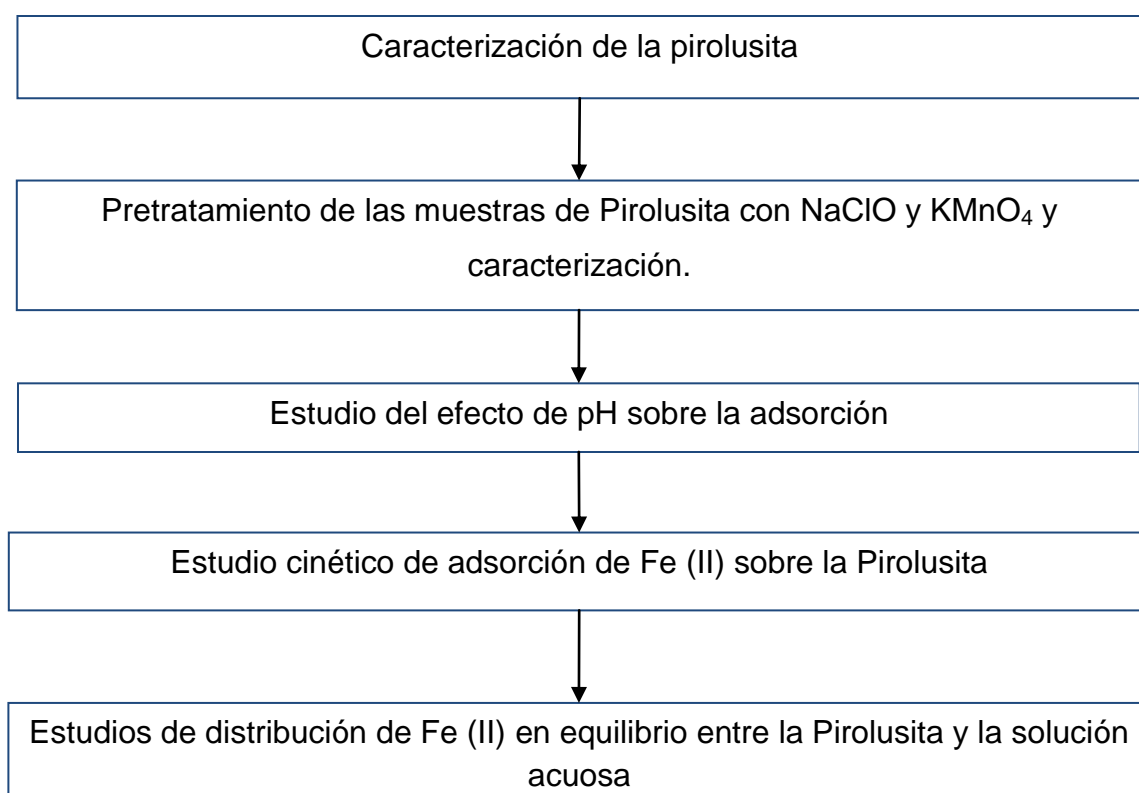 Caracterización de la pirolusita
Pretratamiento de las muestras de Pirolusita con NaClO y KMnO₄ y
caracterización.
Estudio del efecto de pH sobre la adsorción
Estudio cinético de adsorción de Fe (II) sobre la Pirolusita
Estudios de distribución de Fe (II) en equilibrio entre la Pirolusita y la solución
acuosa